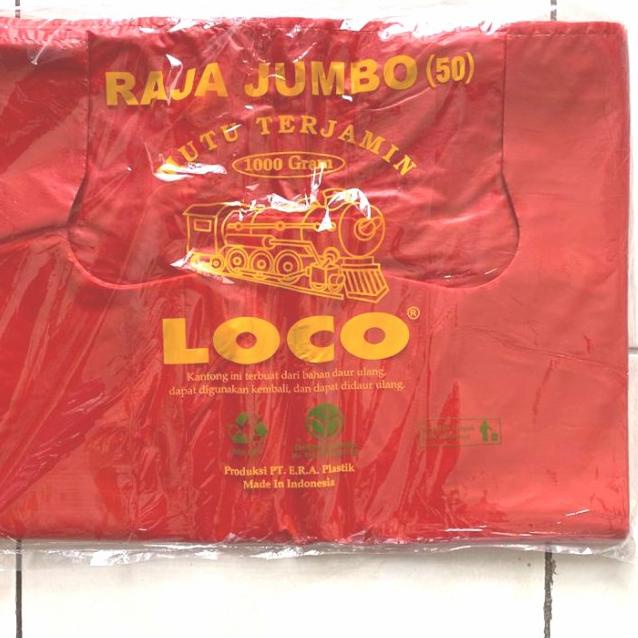 RAJA JUMBO (50)
MUTU TERJAMIN
1000 Gram
LOCO®
Kantong ini terbuat dari bahan daur ulang,
dapat digunakan kembali, dan dapat didaur ulang.
Produksi PT. E.R.A. Plastik
Made In Indonesia